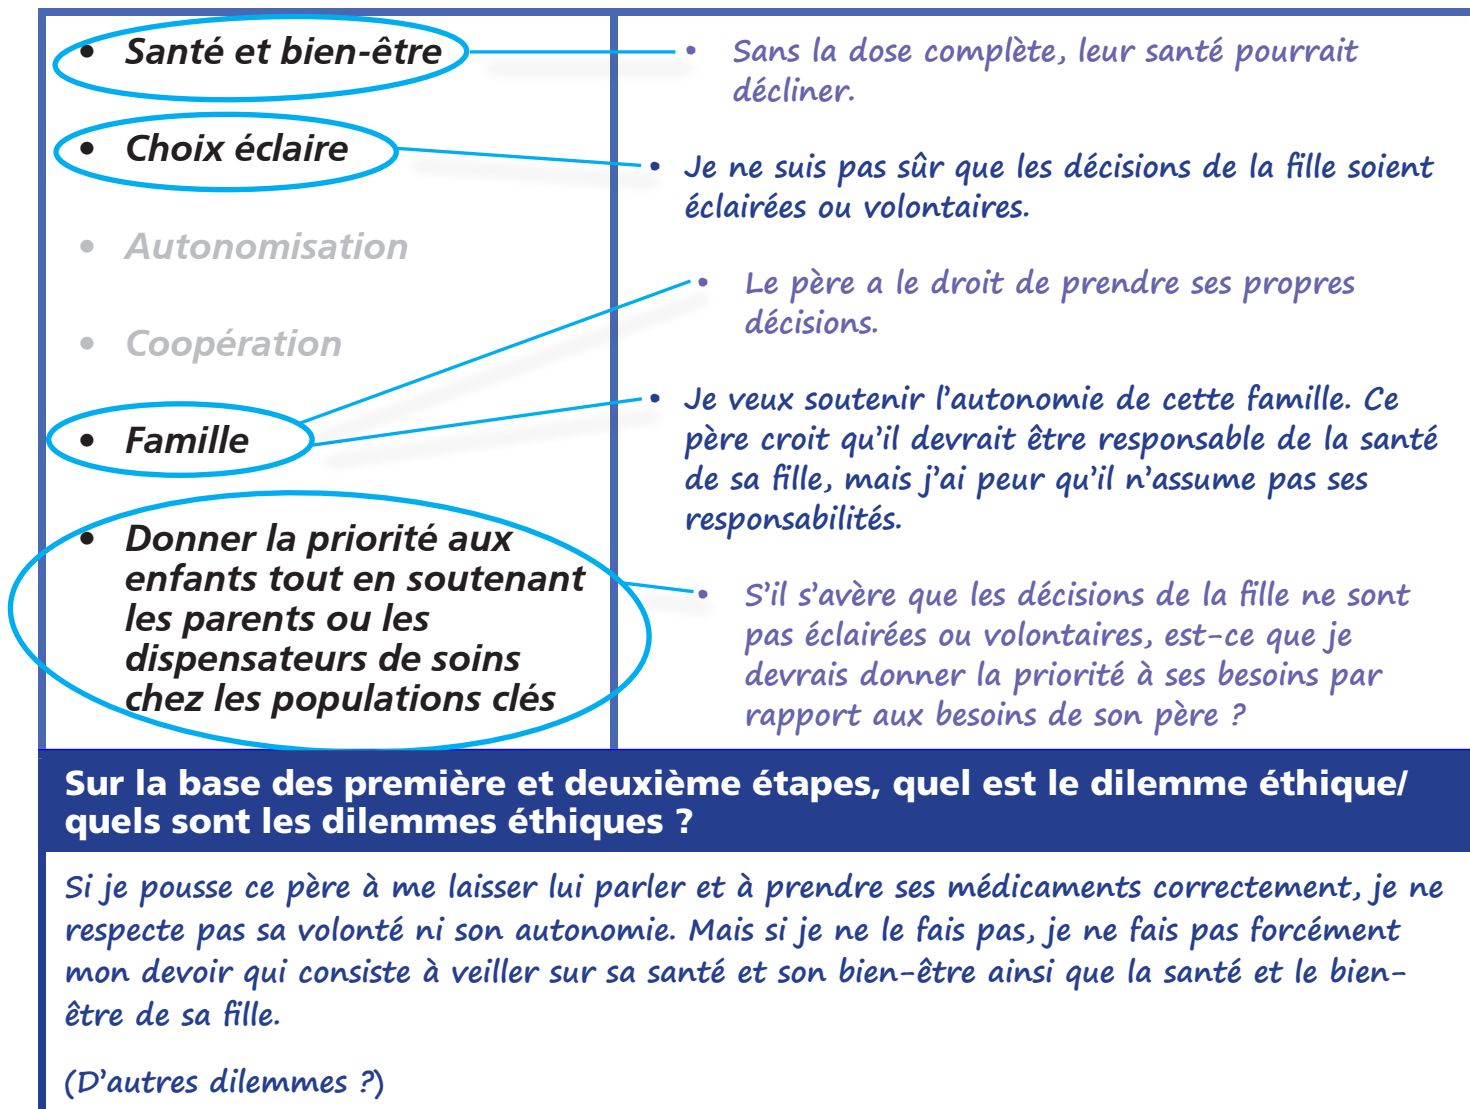 • Santé et bien-être
• Choix éclaire
• Autonomisation
• Coopération
• Famille
• Donner la priorité aux
enfants tout en soutenant
les parents ou les
dispensateurs de soins
chez les populations clés
• Sans la dose complète, leur santé pourrait
décliner.
• Je ne suis pas sûr que les décisions de la fille soient
éclairées ou volontaires.
• Le père a le droit de prendre ses propres
décisions.
• Je veux soutenir l’autonomie de cette famille. Ce
père croit qu’il devrait être responsable de la santé
de sa fille, mais j’ai peur qu’il n’assume pas ses
responsabilités.
• S’il s’avère que les décisions de la fille ne sont
pas éclairées ou volontaires, est-ce que je
devrais donner la priorité à ses besoins par
rapport aux besoins de son père ?
Sur la base des première et deuxième étapes, quel est le dilemme éthique/
quels sont les dilemmes éthiques ?
Si je pousse ce père à me laisser lui parler et à prendre ses médicaments correctement, je ne
respecte pas sa volonté ni son autonomie. Mais si je ne le fais pas, je ne fais pas forcément
mon devoir qui consiste à veiller sur sa santé et son bien-être ainsi que la santé et le bien-
être de sa fille.
(D’autres dilemmes ?)